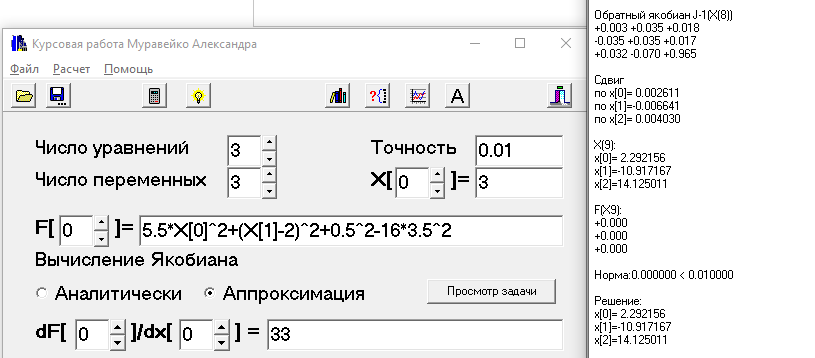 Курсовая работа Муравейко Александра
Файл Расчет Помощь
Число уравнений 3 Точность 0.01
Число переменных 3 X[ 0 ]= 3
F[ 0 ]= 5.5*X[0]^2+(X[1]-2)^2+0.5^2-16*3.5^2
Вычисление Якобиана
Аналитически Аппроксимация Просмотр задачи
dF[ 0 ]/dx[ 0 ] = 33
Обратный якобиан J-1(X(8))
+0.003 +0.035 +0.018
-0.035 +0.035 +0.017
+0.032 -0.070 +0.965
Сдвиг
по x[0]= 0.002611
по x[1]=-0.006641
по x[2]= 0.004030
X(9):
x[0]= 2.292156
x[1]=-10.917167
x[2]=14.125011
F(X9):
+0.000
+0.000
+0.000
Норма:0.000000 < 0.010000
Решение:
x[0]= 2.292156
x[1]=-10.917167
x[2]=14.125011